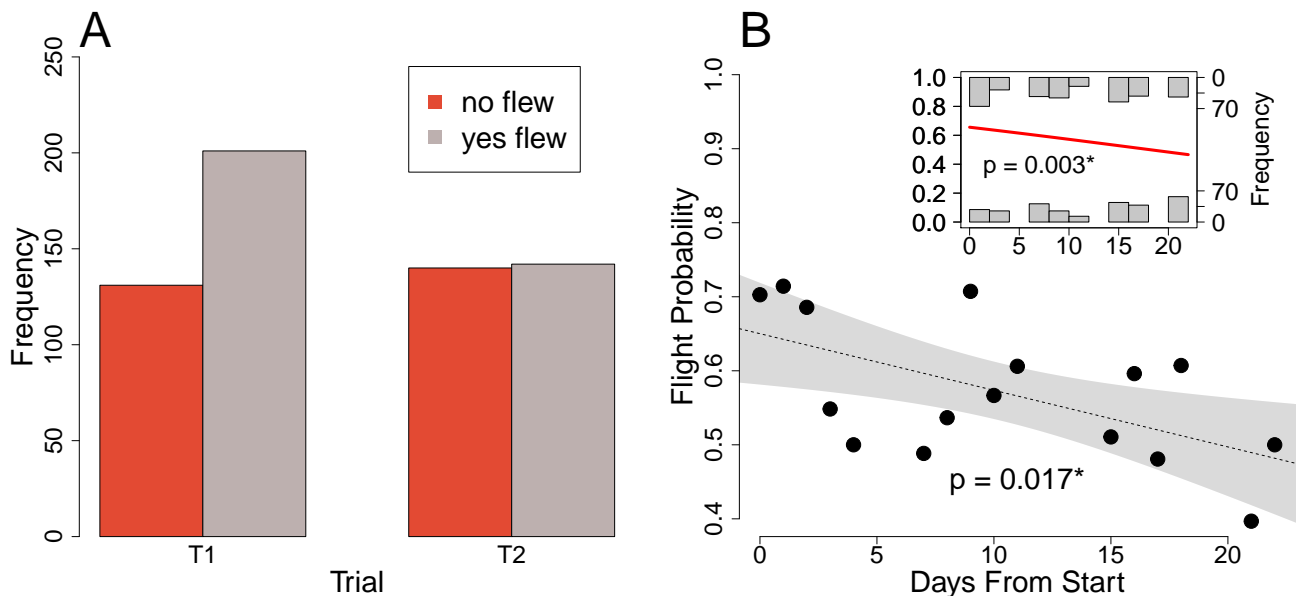 A
250
200
150
100
50
0
Frequency
no flew
yes flew
T1
T2
Trial
B
1.0
0.9
0.8
0.7
0.6
0.5
0.4
Flight Probability
p = 0.017*
0
5
10
15
20
Days From Start
1.0
0.8
0.6
0.4
0.2
0.0
p = 0.003*
0
70
70
0
Frequency
0
5
10
15
20